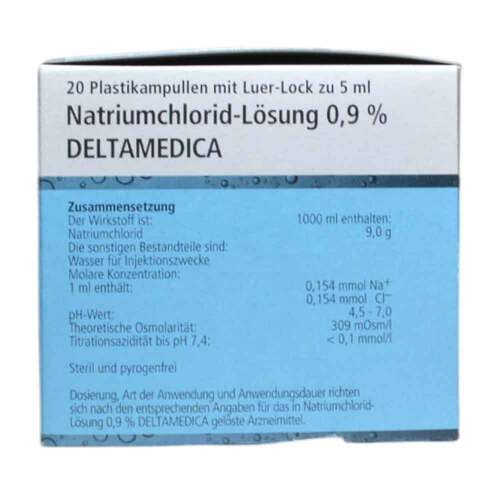 20 Plastikampullen mit Luer-Lock zu 5 ml
Natriumchlorid-Lösung 0,9 %
DELTAMEDICA
Zusammensetzung
Der Wirkstoff ist: 1000 ml enthalten:
Natriumchlorid 9,0 g
Die sonstigen Bestandteile sind:
Wasser für Injektionszwecke
Molare Konzentration:
1 ml enthält: 0,154 mmol Na⁺
0,154 mmol Cl⁻
pH-Wert: 4,5 - 7,0
Theoretische Osmolarität: 309 mOsm/l
Titrationsazidität bis pH 7,4: < 0,1 mmol/l
Steril und pyrogenfrei
Dosierung, Art der Anwendung und Anwendungsdauer richten
sich nach den entsprechenden Angaben für das in Natriumchlorid-
Lösung 0,9 % DELTAMEDICA gelöste Arzneimittel.